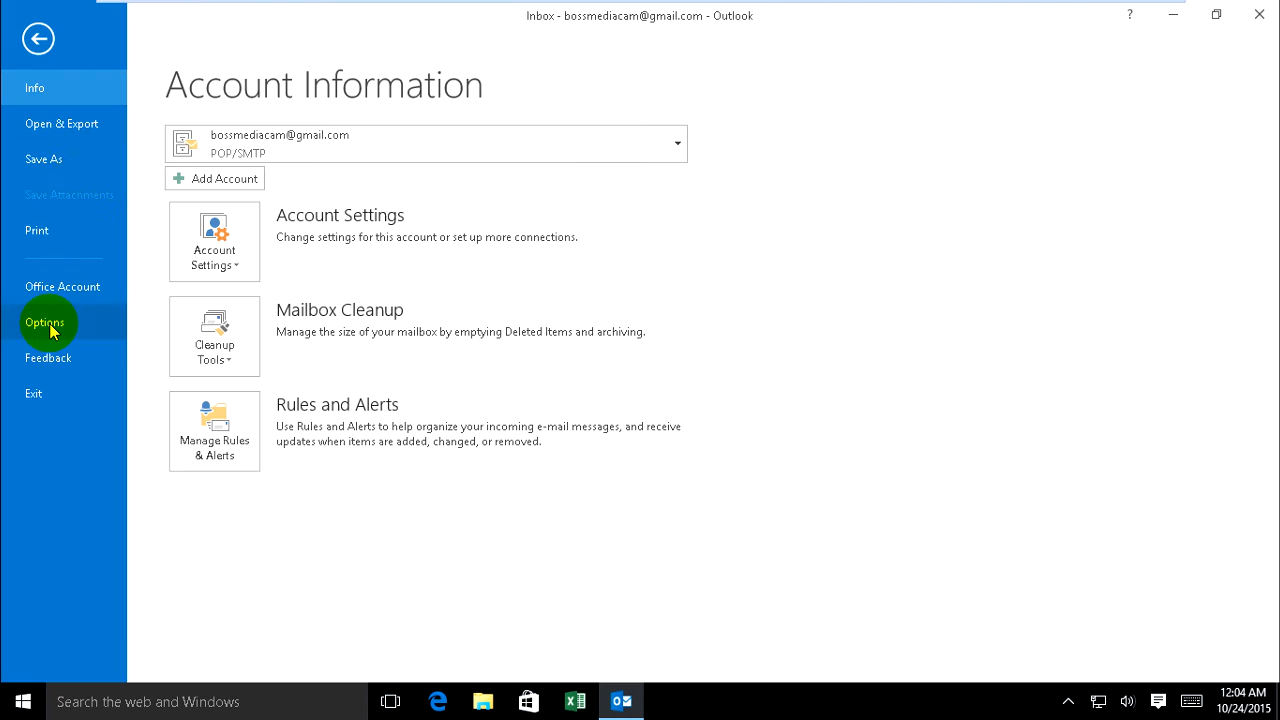 Inbox - bossmediacam@gmail.com - Outlook
?
Info
Open & Export
Save As
Save Attachments
Print
Office Account
Options
Feedback
Exit
Account Information
bossmediacam@gmail.com
POP/SMTP
Add Account
Account Settings
Account Settings
Change settings for this account or set up more connections.
Cleanup Tools
Mailbox Cleanup
Manage the size of your mailbox by emptying Deleted Items and archiving.
Manage Rules & Alerts
Rules and Alerts
Use Rules and Alerts to help organize your incoming e-mail messages, and receive
updates when items are added, changed, or removed.
Search the web and Windows
12:04 AM
10/24/2015